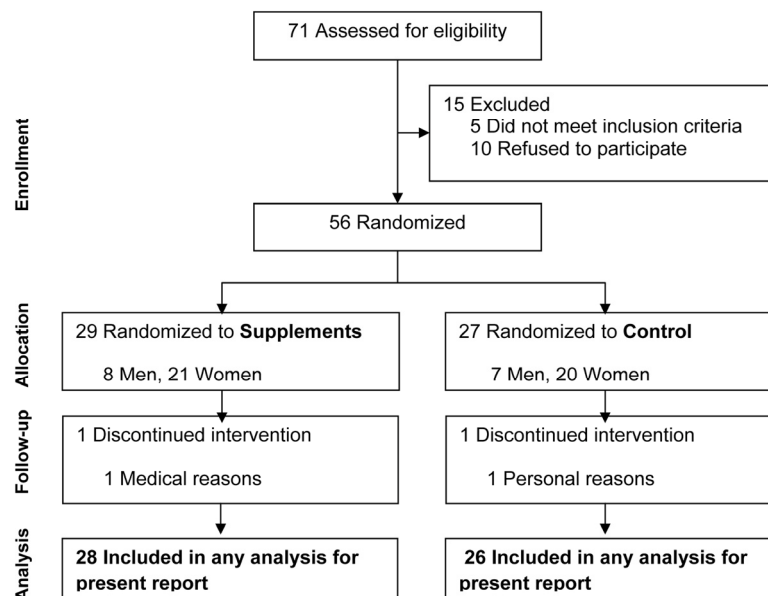 71 Assessed for eligibility
15 Excluded
5 Did not meet inclusion criteria
10 Refused to participate
Enrollment
56 Randomized
Allocation
29 Randomized to Supplements
8 Men, 21 Women
27 Randomized to Control
7 Men, 20 Women
Follow-up
1 Discontinued intervention
1 Medical reasons
1 Discontinued intervention
1 Personal reasons
Analysis
28 Included in any analysis for
present report
26 Included in any analysis for
present report